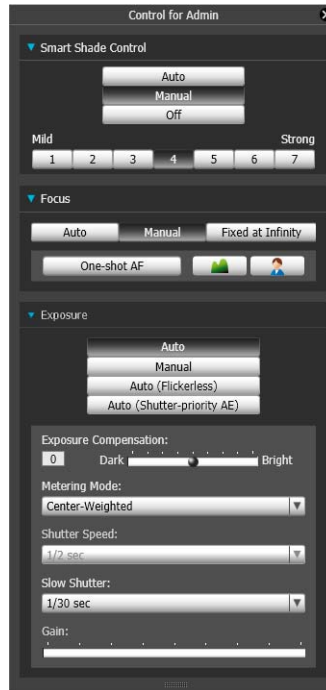 Control for Admin
Smart Shade Control
Auto
Manual
Off
Mild Strong
1 2 3 4 5 6 7
Focus
Auto Manual Fixed at Infinity
One-shot AF
Exposure
Auto
Manual
Auto (Flickerless)
Auto (Shutter-priority AE)
Exposure Compensation:
0 Dark Bright
Metering Mode:
Center-Weighted
Shutter Speed:
1/2 sec
Slow Shutter:
1/30 sec
Gain: